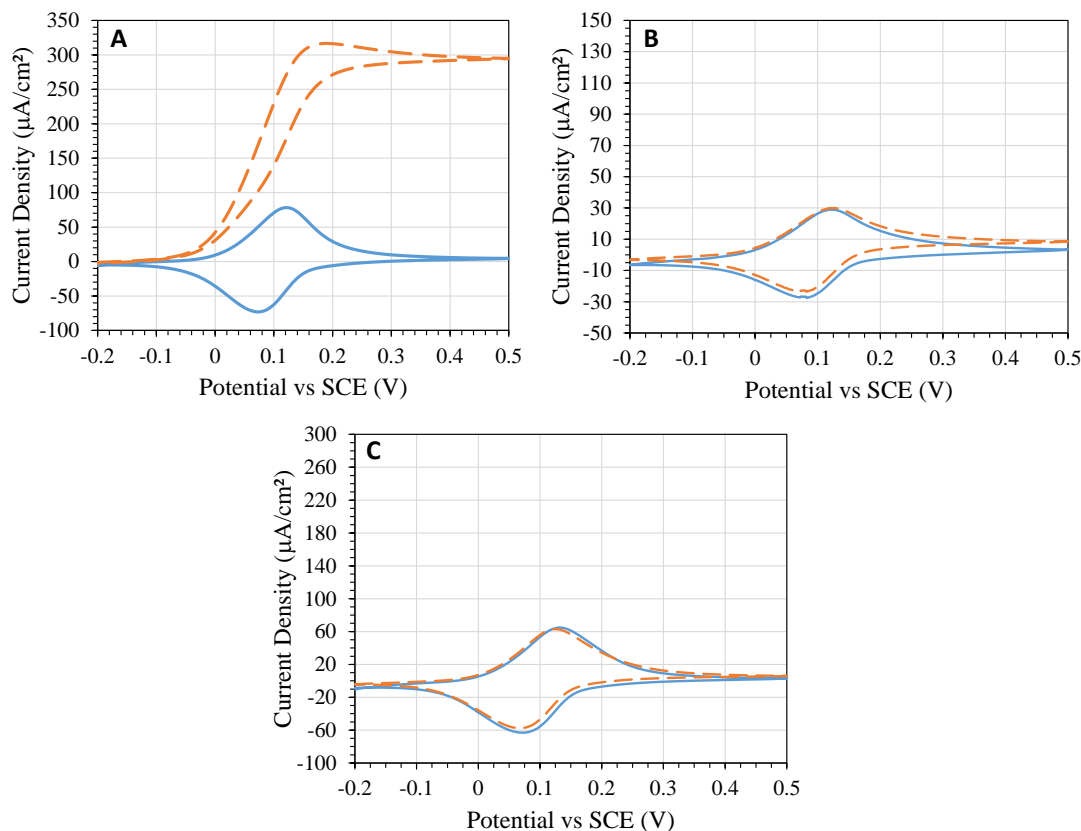 A
Current Density (µA/cm²)
350
300
250
200
150
100
50
0
-50
-100
-0.2 -0.1 0 0.1 0.2 0.3 0.4 0.5
Potential vs SCE (V)
B
Current Density (µA/cm²)
150
130
110
90
70
50
30
10
-10
-30
-50
-0.2 -0.1 0 0.1 0.2 0.3 0.4 0.5
Potential vs SCE (V)
C
Current Density (µA/cm²)
300
260
220
180
140
100
60
20
-20
-60
-100
-0.2 -0.1 0 0.1 0.2 0.3 0.4 0.5
Potential vs SCE (V)